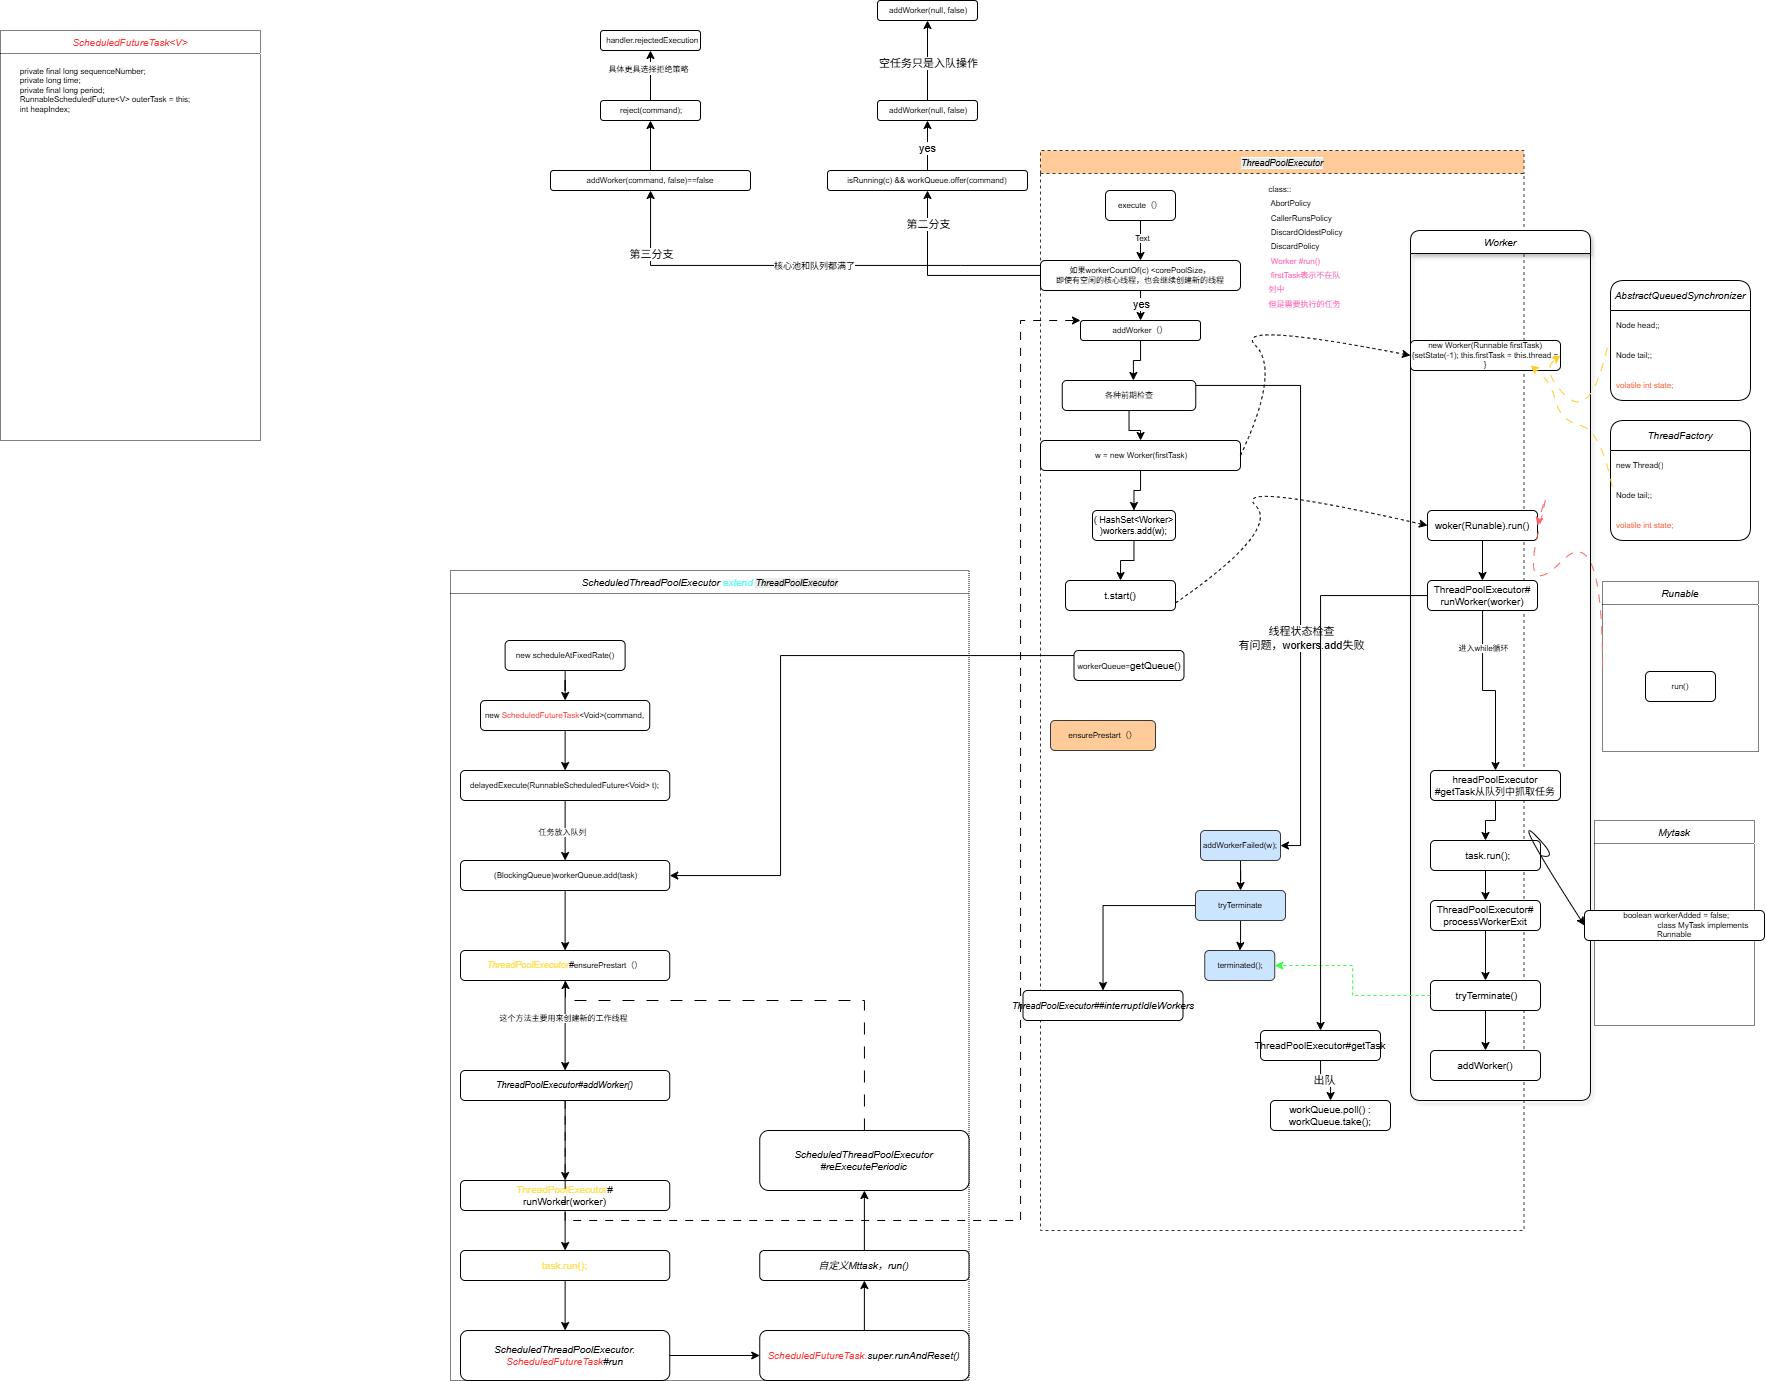 ScheduledFutureTask<V>
private final long sequenceNumber;
private long time;
private final long period;
RunnableScheduledFuture<V> outerTask = this;
int heapIndex;
handler.rejectedExecution
具体更具选择拒绝策略
reject(command);
addWorker(command, false)==false
第三分支
核心池和队列都满了
addWorker(null, false)
空任务只是入队操作
addWorker(null, false)
yes
isRunning(c) && workQueue.offer(command)
第二分支
ThreadPoolExecutor
execute（）
Text
如果workerCountOf(c) <corePoolSize，
即使有空闲的核心线程，也会继续创建新的线程
yes
addWorker（）
各种前期检查
w = new Worker(firstTask)
( HashSet<Worker>
)workers.add(w);
t.start()
class::
AbortPolicy
CallerRunsPolicy
DiscardOldestPolicy
DiscardPolicy
Worker #run()
firstTask表示不在队
列中
但是需要执行的任务
线程状态检查
有问题，workers.add失败
workerQueue=getQueue()
ensurePrestart（）
addWorkerFailed(w);
tryTerminate
terminated();
ThreadPoolExecutor##interruptIdleWorkers
ThreadPoolExecutor#getTask
出队
workQueue.poll() :
workQueue.take();
Worker
new Worker(Runnable firstTask)
{setState(-1); this.firstTask = this.thread =
}
woker(Runable).run()
ThreadPoolExecutor#
runWorker(worker)
进入while循环
hreadPoolExecutor
#getTask从队列中抓取任务
task.run();
ThreadPoolExecutor#
processWorkerExit
tryTerminate()
addWorker()
AbstractQueuedSynchronizer
Node head;;
Node tail;;
volatile int state;
ThreadFactory
new Thread()
Node tail;;
volatile int state;
Runable
run()
Mytask
boolean workerAdded = false;
class MyTask implements
Runnable
ScheduledThreadPoolExecutor extend ThreadPoolExecutor
new scheduleAtFixedRate()
new ScheduledFutureTask<Void>(command,
delayedExecute(RunnableScheduledFuture<Void> t);
任务放入队列
(BlockingQueue)workerQueue.add(task)
ThreadPoolExecutor#ensurePrestart（）
这个方法主要用来创建新的工作线程
ThreadPoolExecutor#addWorker()
ThreadPoolExecutor#
runWorker(worker)
task.run();
ScheduledThreadPoolExecutor.
ScheduledFutureTask#run
ScheduledThreadPoolExecutor
#reExecutePeriodic
自定义Mttask，run()
ScheduledFutureTask.super.runAndReset()